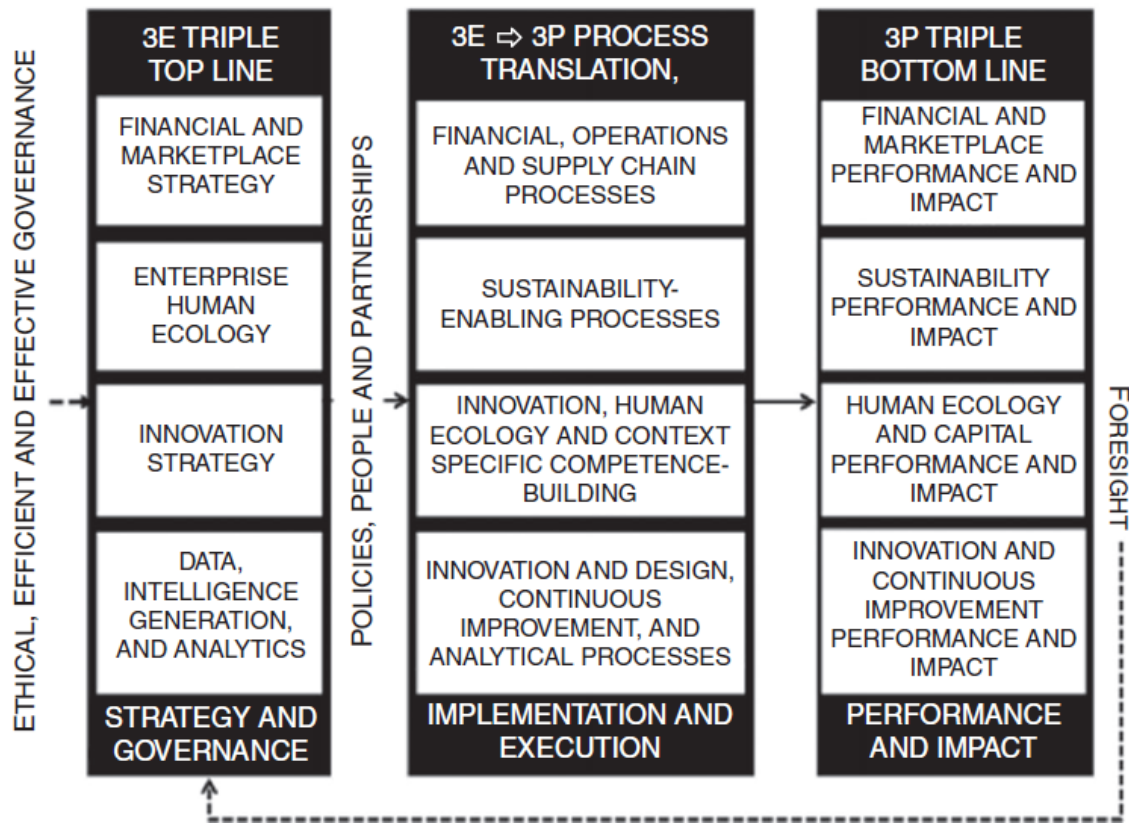 ETHICAL, EFFICIENT AND EFFECTIVE GOVEERNANCE
3E TRIPLE
TOP LINE
FINANCIAL AND
MARKETPLACE
STRATEGY
ENTERPRISE
HUMAN
ECOLOGY
INNOVATION
STRATEGY
DATA,
INTELLIGENCE
GENERATION,
AND ANALYTICS
STRATEGY AND
GOVERNANCE
POLICIES, PEOPLE AND PARTNERSHIPS
3E ⇨ 3P PROCESS
TRANSLATION,
FINANCIAL, OPERATIONS
AND SUPPLY CHAIN
PROCESSES
SUSTAINABILITY-
ENABLING PROCESSES
INNOVATION, HUMAN
ECOLOGY AND CONTEXT
SPECIFIC COMPETENCE-
BUILDING
INNOVATION AND DESIGN,
CONTINUOUS
IMPROVEMENT, AND
ANALYTICAL PROCESSES
IMPLEMENTATION AND
EXECUTION
3P TRIPLE
BOTTOM LINE
FINANCIAL AND
MARKETPLACE
PERFORMANCE AND
IMPACT
SUSTAINABILITY
PERFORMANCE AND
IMPACT
HUMAN ECOLOGY
AND CAPITAL
PERFORMANCE AND
IMPACT
INNOVATION AND
CONTINUOUS
IMPROVEMENT
PERFORMANCE AND
IMPACT
PERFORMANCE
AND IMPACT
FORESIGHT